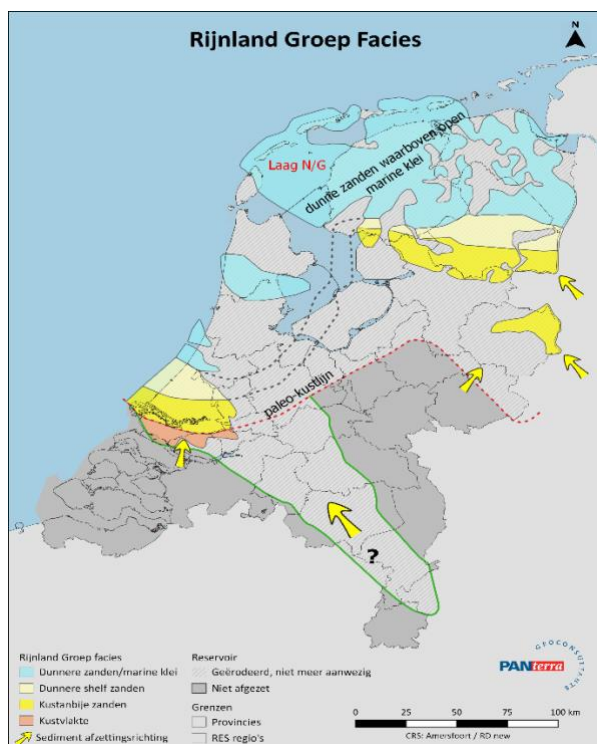 Rijnland Groep Facies
N
Laag N/G
dunne zanden waarboven open
marine klei
paleo-kustlijn
?
Rijnland Groep facies
Dunnere zanden/marine klei
Dunnere shelf zanden
Kustanbije zanden
Kustvlakte
Sediment afzettingsrichting
Reservoir
Geërodeerd, niet meer aanwezig
Niet afgezet
Grenzen
Provincies
RES regio's
PANterra
GEOCONSULTANTS
0 25 50 75 100 km
CRS: Amersfoort / RD new